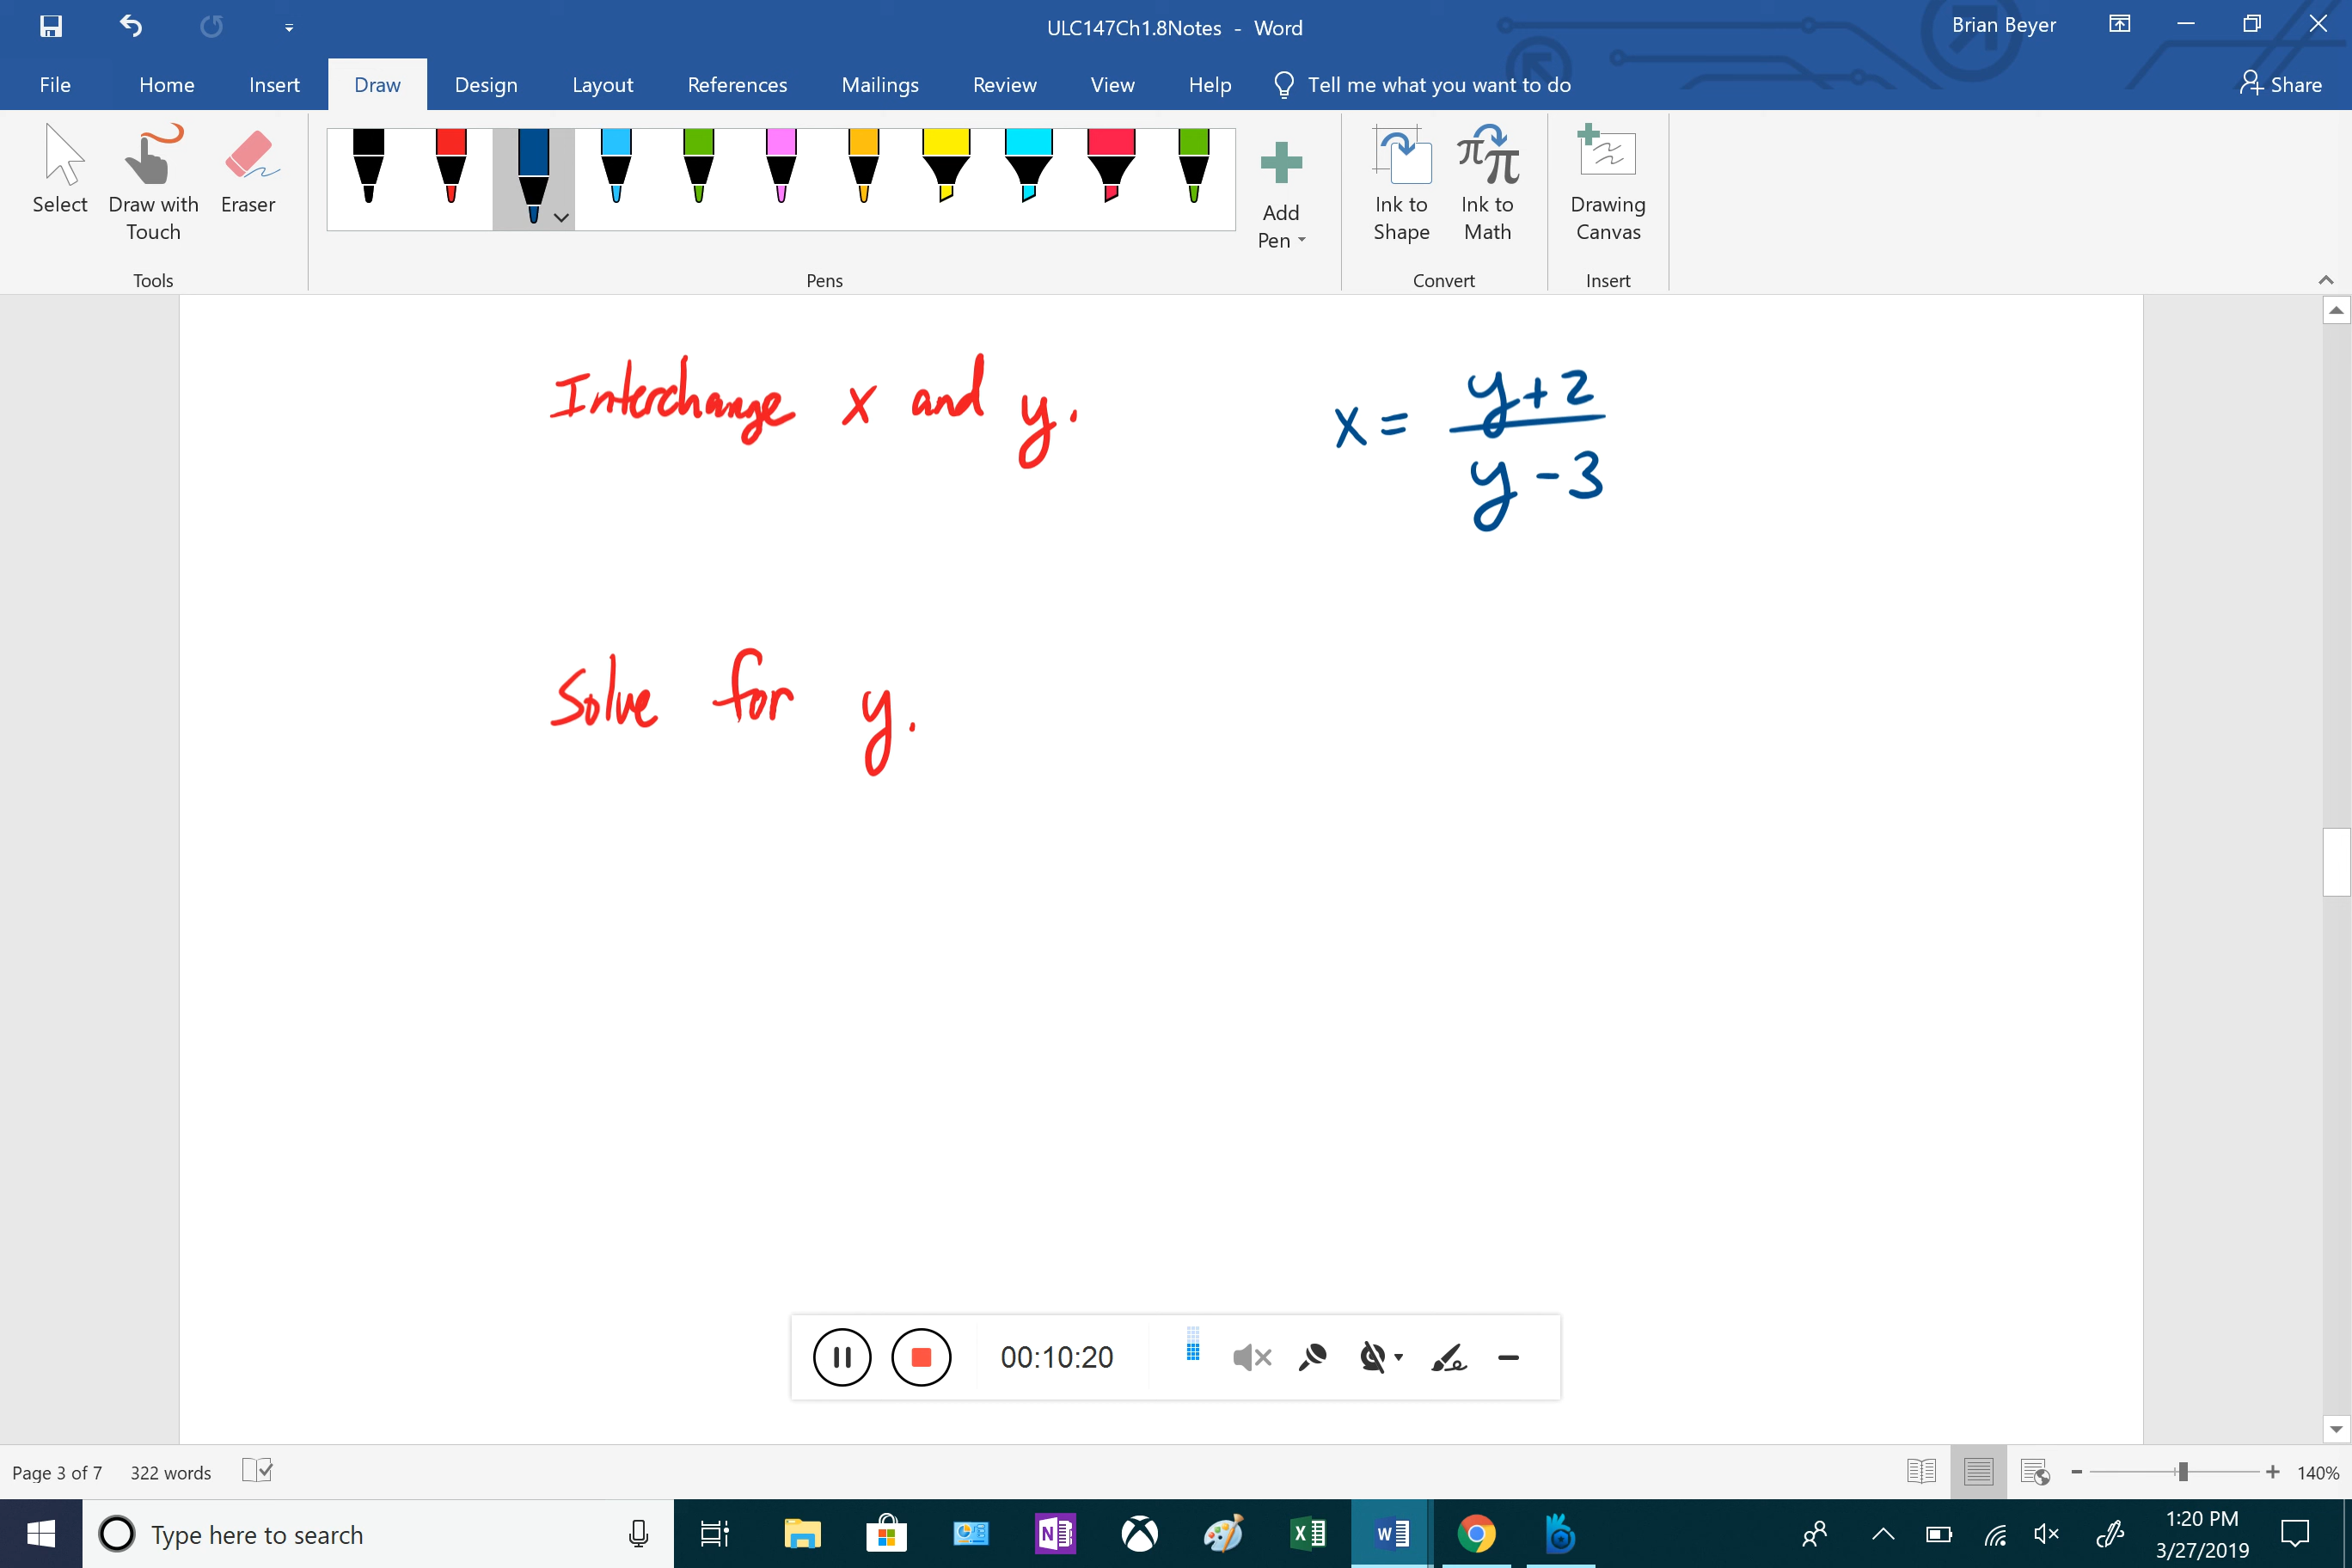 ULC147Ch1.8Notes - Word
Brian Beyer
File Home Insert Draw Design Layout References Mailings Review View Help Tell me what you want to do Share
Select
Draw with Touch
Eraser
Tools
Pens
Add Pen
Ink to Shape
Ink to Math
Convert
Drawing Canvas
Insert
Interchange x and y.
x = \frac{y+2}{y-3}
Solve for y.
00:10:20
Page 3 of 7 322 words
140%
Type here to search
1:20 PM
3/27/2019